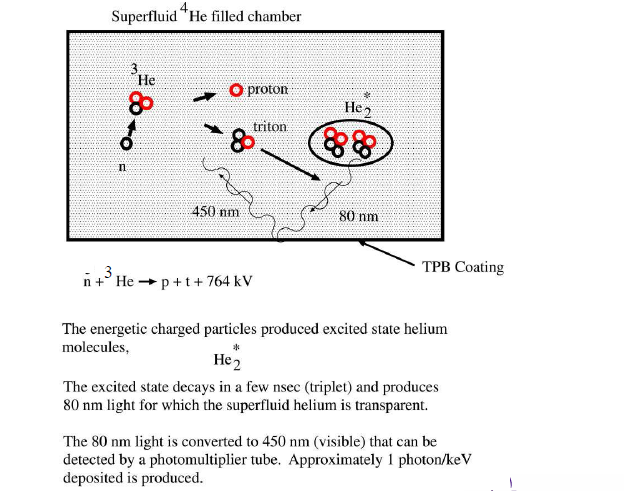 Superfluid ⁴He filled chamber
³He
proton
He₂*
triton
n
450 nm
80 nm
TPB Coating
n̄ + ³He → p + t + 764 kV
The energetic charged particles produced excited state helium
molecules,
He₂*
The excited state decays in a few nsec (triplet) and produces
80 nm light for which the superfluid helium is transparent.
The 80 nm light is converted to 450 nm (visible) that can be
detected by a photomultiplier tube.  Approximately 1 photon/keV
deposited is produced.